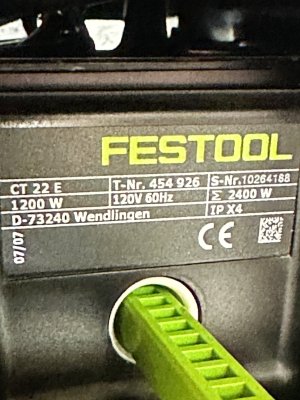 FESTOOL
CT 22 E T-Nr. 454 926 S-Nr.10264188
1200 W 120V 60Hz Σ 2400 W
D-73240 Wendlingen IP X4
07/07 CE